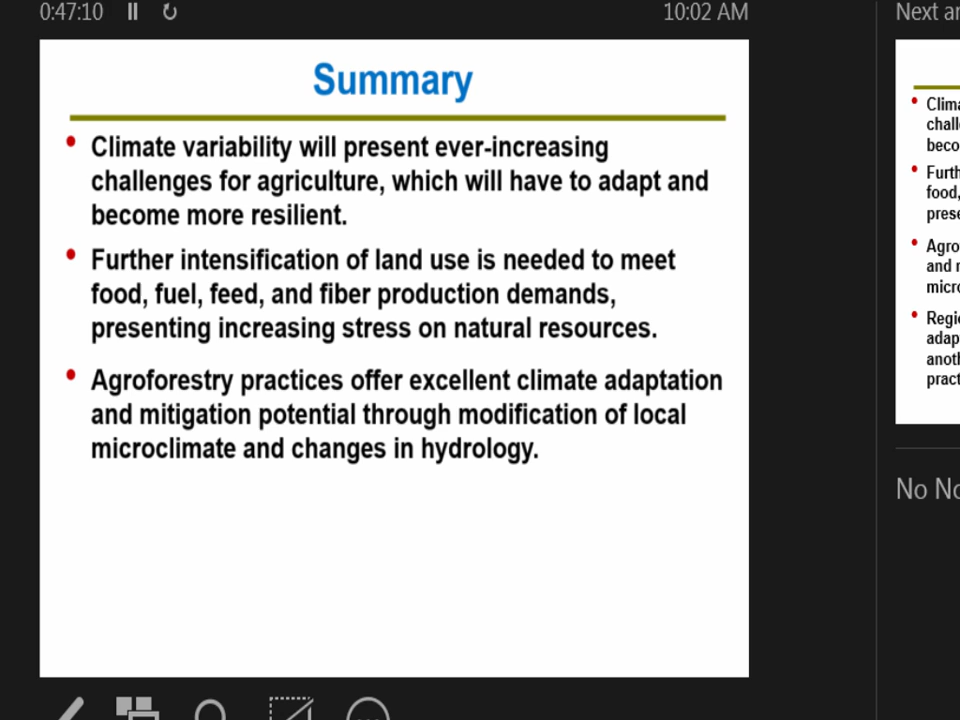 0:47:10
10:02 AM
Summary
• Climate variability will present ever-increasing
challenges for agriculture, which will have to adapt and
become more resilient.
• Further intensification of land use is needed to meet
food, fuel, feed, and fiber production demands,
presenting increasing stress on natural resources.
• Agroforestry practices offer excellent climate adaptation
and mitigation potential through modification of local
microclimate and changes in hydrology.
Next
No